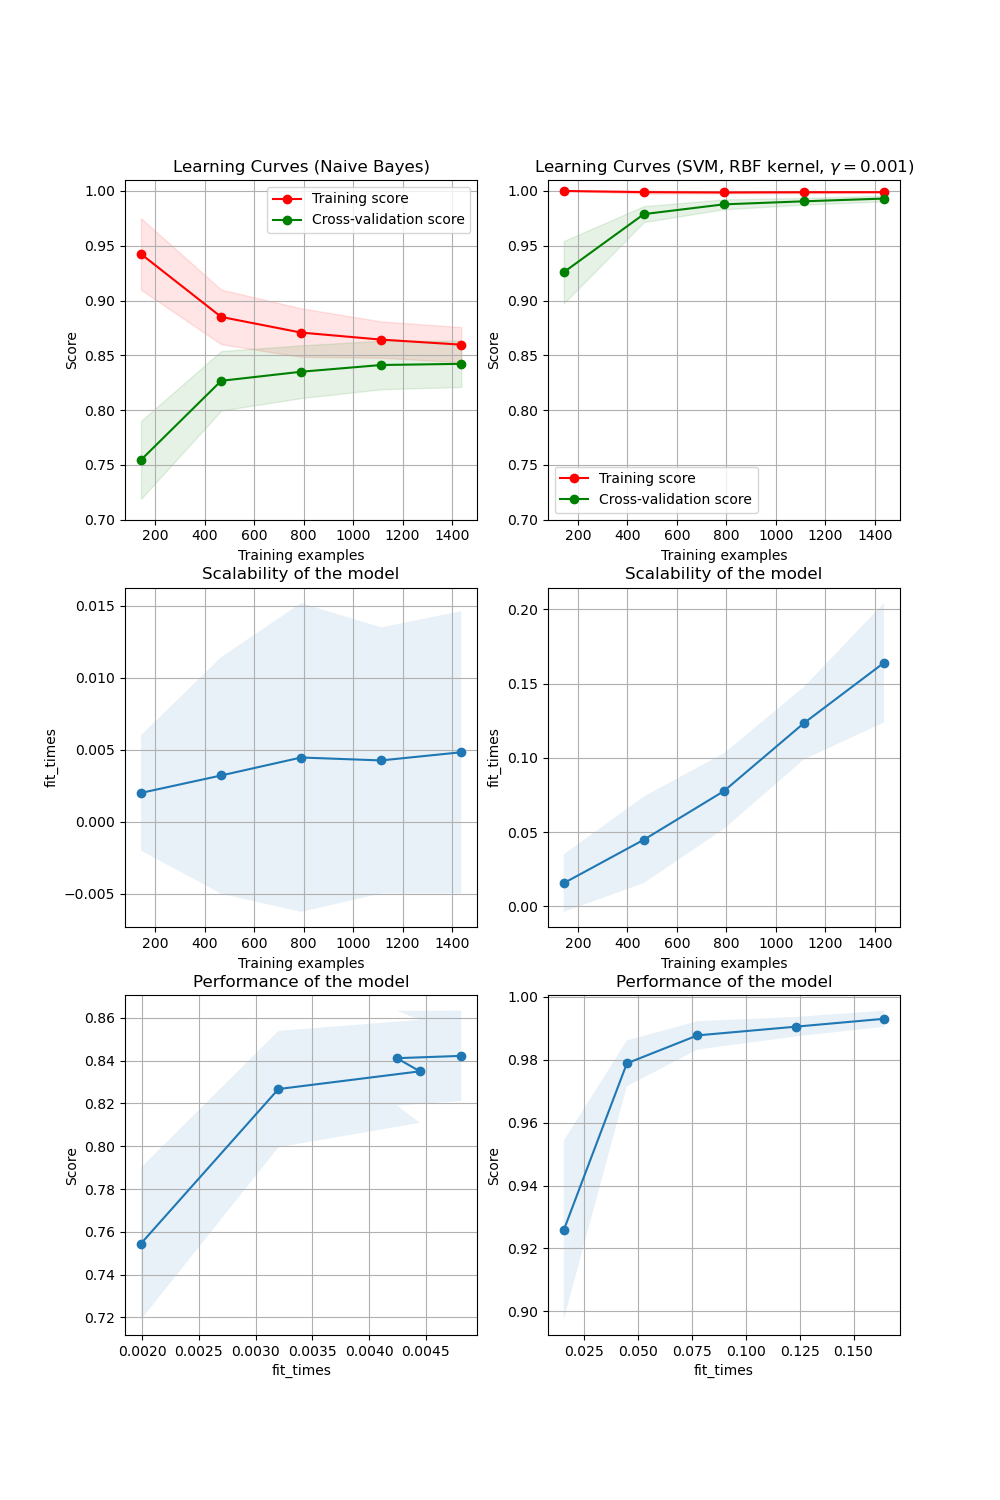 Learning Curves (Naive Bayes)
1.00
0.95
0.90
0.85
0.80
0.75
0.70
Score
Training score
Cross-validation score
200 400 600 800 1000 1200 1400
Training examples
Learning Curves (SVM, RBF kernel, γ = 0.001)
1.00
0.95
0.90
0.85
0.80
0.75
0.70
Score
Training score
Cross-validation score
200 400 600 800 1000 1200 1400
Training examples
Scalability of the model
0.015
0.010
0.005
0.000
−0.005
fit_times
200 400 600 800 1000 1200 1400
Training examples
Scalability of the model
0.20
0.15
0.10
0.05
0.00
fit_times
200 400 600 800 1000 1200 1400
Training examples
Performance of the model
0.86
0.84
0.82
0.80
0.78
0.76
0.74
0.72
Score
0.0020 0.0025 0.0030 0.0035 0.0040 0.0045
fit_times
Performance of the model
1.00
0.98
0.96
0.94
0.92
0.90
Score
0.025 0.050 0.075 0.100 0.125 0.150
fit_times